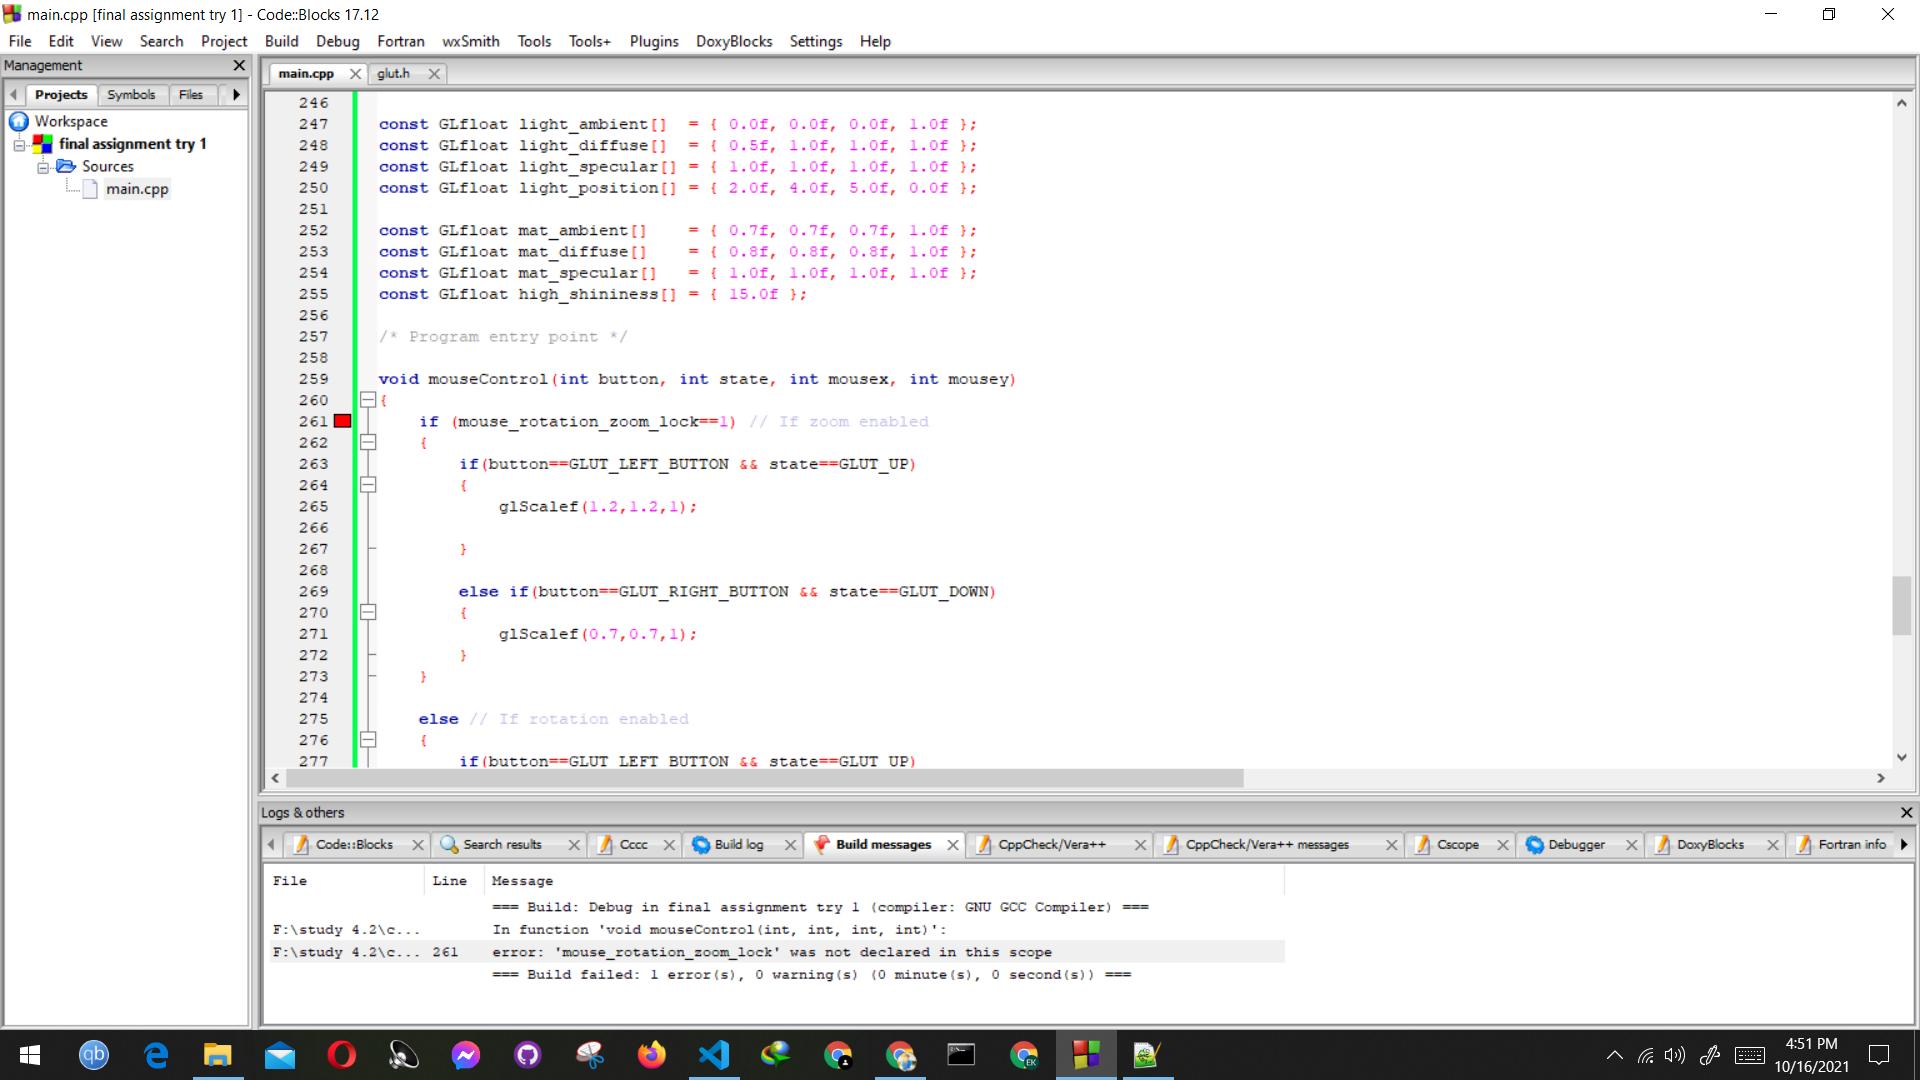 main.cpp [final assignment try 1] - Code::Blocks 17.12
File Edit View Search Project Build Debug Fortran wxSmith Tools Tools+ Plugins DoxyBlocks Settings Help
Management
Projects Symbols Files
Workspace
final assignment try 1
Sources
main.cpp
main.cpp glut.h
246
247 const GLfloat light_ambient[]  = { 0.0f, 0.0f, 0.0f, 1.0f };
248 const GLfloat light_diffuse[]  = { 0.5f, 1.0f, 1.0f, 1.0f };
249 const GLfloat light_specular[] = { 1.0f, 1.0f, 1.0f, 1.0f };
250 const GLfloat light_position[] = { 2.0f, 4.0f, 5.0f, 0.0f };
251
252 const GLfloat mat_ambient[]    = { 0.7f, 0.7f, 0.7f, 1.0f };
253 const GLfloat mat_diffuse[]    = { 0.8f, 0.8f, 0.8f, 1.0f };
254 const GLfloat mat_specular[]   = { 1.0f, 1.0f, 1.0f, 1.0f };
255 const GLfloat high_shininess[] = { 15.0f };
256
257 /* Program entry point */
258
259 void mouseControl(int button, int state, int mousex, int mousey)
260 {
261     if (mouse_rotation_zoom_lock==1) // If zoom enabled
262     {
263         if(button==GLUT_LEFT_BUTTON && state==GLUT_UP)
264         {
265             glScalef(1.2,1.2,1);
266
267         }
268
269         else if(button==GLUT_RIGHT_BUTTON && state==GLUT_DOWN)
270         {
271             glScalef(0.7,0.7,1);
272         }
273     }
274
275     else // If rotation enabled
276     {
277         if(button==GLUT_LEFT_BUTTON && state==GLUT_UP)
Logs & others
Code::Blocks Search results Cccc Build log Build messages CppCheck/Vera++ CppCheck/Vera++ messages Cscope Debugger DoxyBlocks Fortran info
File Line Message
=== Build: Debug in final assignment try 1 (compiler: GNU GCC Compiler) ===
F:\study 4.2\c... In function 'void mouseControl(int, int, int, int)':
F:\study 4.2\c... 261 error: 'mouse_rotation_zoom_lock' was not declared in this scope
=== Build failed: 1 error(s), 0 warning(s) (0 minute(s), 0 second(s)) ===
qb
EK
4:51 PM
10/16/2021